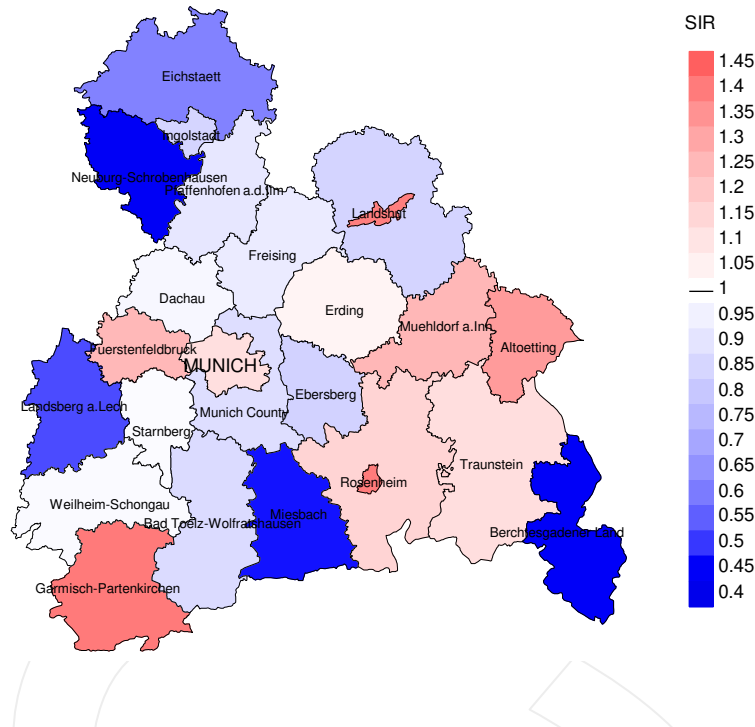 SIR
1.45
1.4
1.35
1.3
1.25
1.2
1.15
1.1
1.05
1
0.95
0.9
0.85
0.8
0.75
0.7
0.65
0.6
0.55
0.5
0.45
0.4
Eichstaett
Ingolstadt
Neuburg-Schrobenhausen
Pfaffenhofen a.d.Ilm
Landshut
Freising
Dachau
Erding
Muehldorf a.Inn
Altoetting
Fuerstenfeldbruck
MUNICH
Ebersberg
Landsberg a.Lech
Munich County
Starnberg
Traunstein
Rosenheim
Weilheim-Schongau
Miesbach
Bad Toelz-Wolfratshausen
Berchtesgadener Land
Garmisch-Partenkirchen